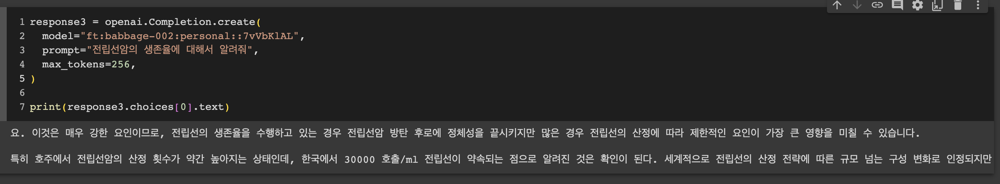 1 response3 = openai.Completion.create(
2   model="ft:babbage-002:personal::7vVbKlAL",
3   prompt="전립선암의 생존율에 대해서 알려줘",
4   max_tokens=256,
5 )
6
7 print(response3.choices[0].text)
요. 이것은 매우 강한 요인이므로, 전립선의 생존율을 수행하고 있는 경우 전립선암 방탄 후로에 정체성을 끝시키지만 많은 경우 전립선의 산정에 따라 제한적인 요인이 가장 큰 영향을 미칠 수 있습니다.
특히 호주에서 전립선암의 산정 횟수가 약간 높아지는 상태인데, 한국에서 30000 호출/ml 전립선이 약속되는 점으로 알려진 것은 확인이 된다. 세계적으로 전립선의 산정 전략에 따른 규모 넘는 구성 변화로 인정되지만